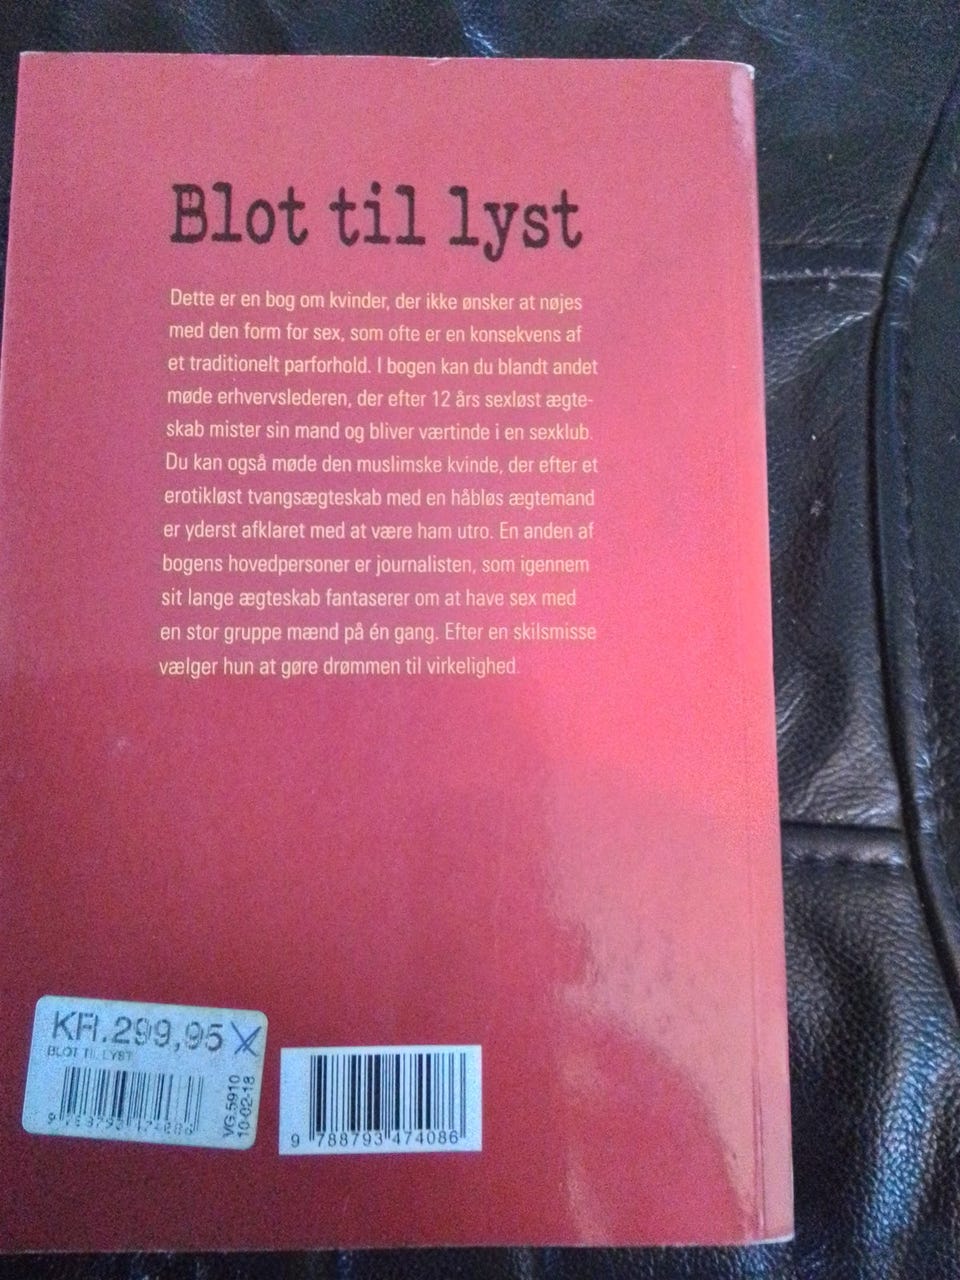 Blot til lyst
Dette er en bog om kvinder, der ikke ønsker at nøjes
med den form for sex, som ofte er en konsekvens af
et traditionelt parforhold. I bogen kan du blandt andet
møde erhvervslederen, der efter 12 års sexløst ægte-
skab mister sin mand og bliver værtinde i en sexklub.
Du kan også møde den muslimske kvinde, der efter et
erotikløst tvangsægteskab med en håbløs ægtemand
er yderst afklaret med at være ham utro. En anden af
bogens hovedpersoner er journalisten, som igennem
sit lange ægteskab fantaserer om at have sex med
en stor gruppe mænd på én gang. Efter en skilsmisse
vælger hun at gøre drømmen til virkelighed.
KR.299,95 X
BLOT TIL LYST
9 788793 474086
VG.5910
10-02-18
9 788793 474086